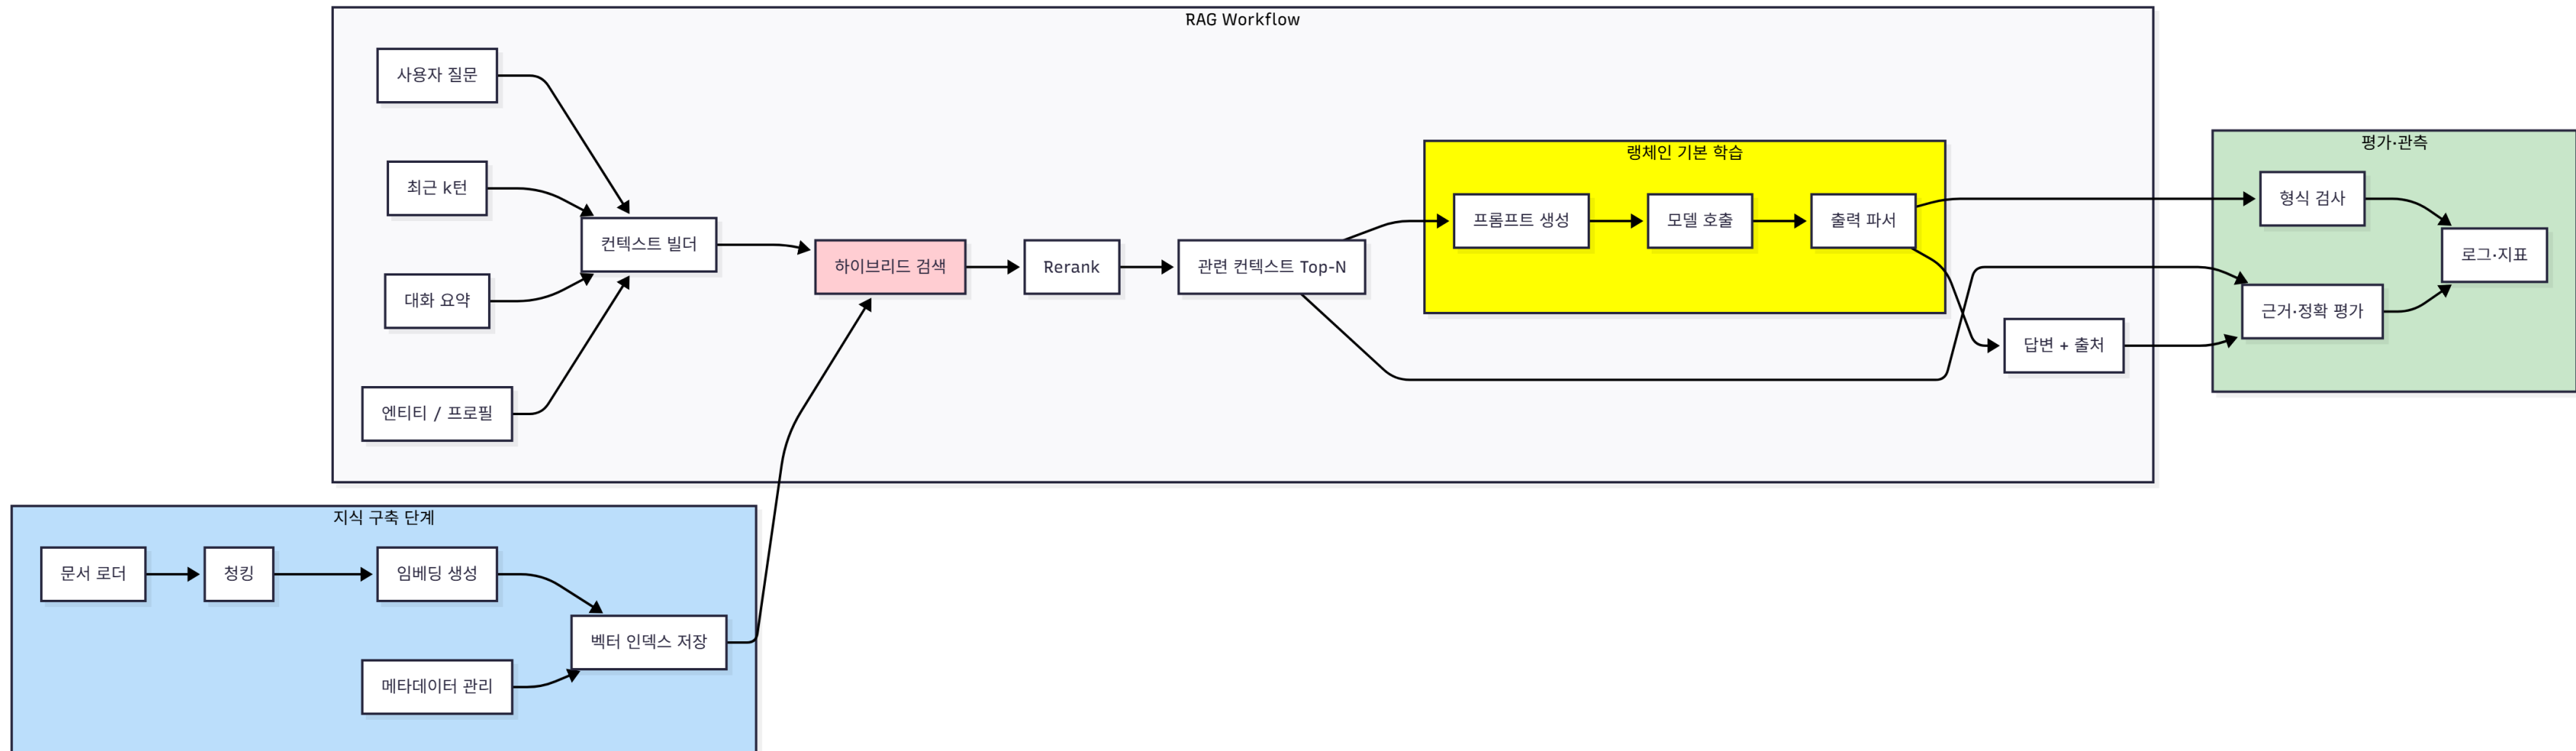 RAG Workflow
사용자 질문
최근 k턴
대화 요약
엔티티 / 프로필
컨텍스트 빌더
하이브리드 검색
Rerank
관련 컨텍스트 Top-N
랭체인 기본 학습
프롬프트 생성
모델 호출
출력 파서
답변 + 출처
평가·관측
형식 검사
근거·정확 평가
로그·지표
지식 구축 단계
문서 로더
청킹
임베딩 생성
메타데이터 관리
벡터 인덱스 저장